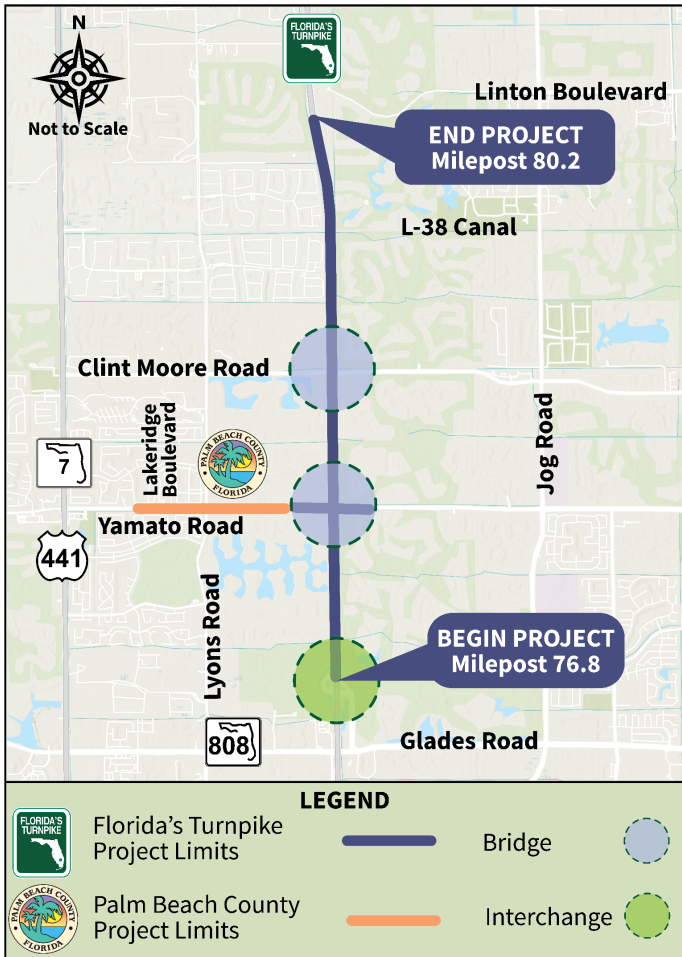 N
Not to Scale
FLORIDA'S
TURNPIKE
Linton Boulevard
END PROJECT
Milepost 80.2
L-38 Canal
Clint Moore Road
Lakeridge
Boulevard
PALM BEACH COUNTY
FLORIDA
7
Jog Road
Yamato Road
441
Lyons Road
BEGIN PROJECT
Milepost 76.8
808
Glades Road
LEGEND
FLORIDA'S
TURNPIKE
Florida's Turnpike
Project Limits
Bridge
PALM BEACH COUNTY
FLORIDA
Palm Beach County
Project Limits
Interchange